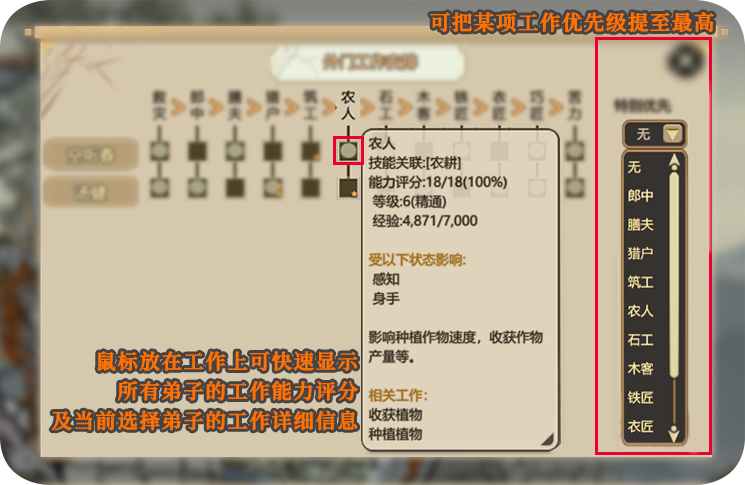 可把某项工作优先级提至最高
外门工作安排
救灾
郎中
膳夫
猎户
筑工
农人
石工
木客
铁匠
衣匠
巧匠
苦力
特别优先
无
农人
技能关联:[农耕]
能力评分:18/18(100%)
等级:6(精通)
经验:4,871/7,000
受以下状态影响:
感知
身手
影响种植作物速度，收获作物
产量等。
相关工作:
收获植物
种植植物
无
郎中
膳夫
猎户
筑工
农人
石工
木客
铁匠
衣匠
鼠标放在工作上可快速显示
所有弟子的工作能力评分
及当前选择弟子的工作详细信息